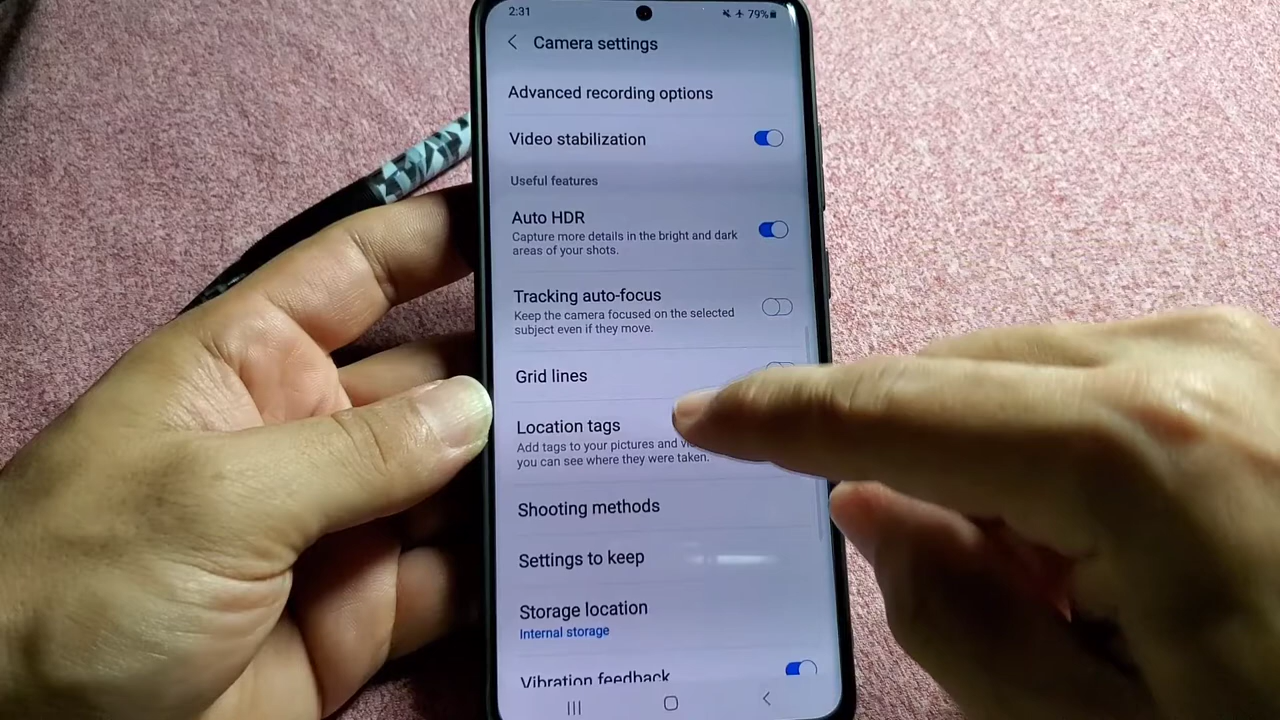 2:31
79%
Camera settings
Advanced recording options
Video stabilization
Useful features
Auto HDR
Capture more details in the bright and dark
areas of your shots.
Tracking auto-focus
Keep the camera focused on the selected
subject even if they move.
Grid lines
Location tags
Add tags to your pictures and
you can see where they were taken.
Shooting methods
Settings to keep
Storage location
Internal storage
Vibration feedback